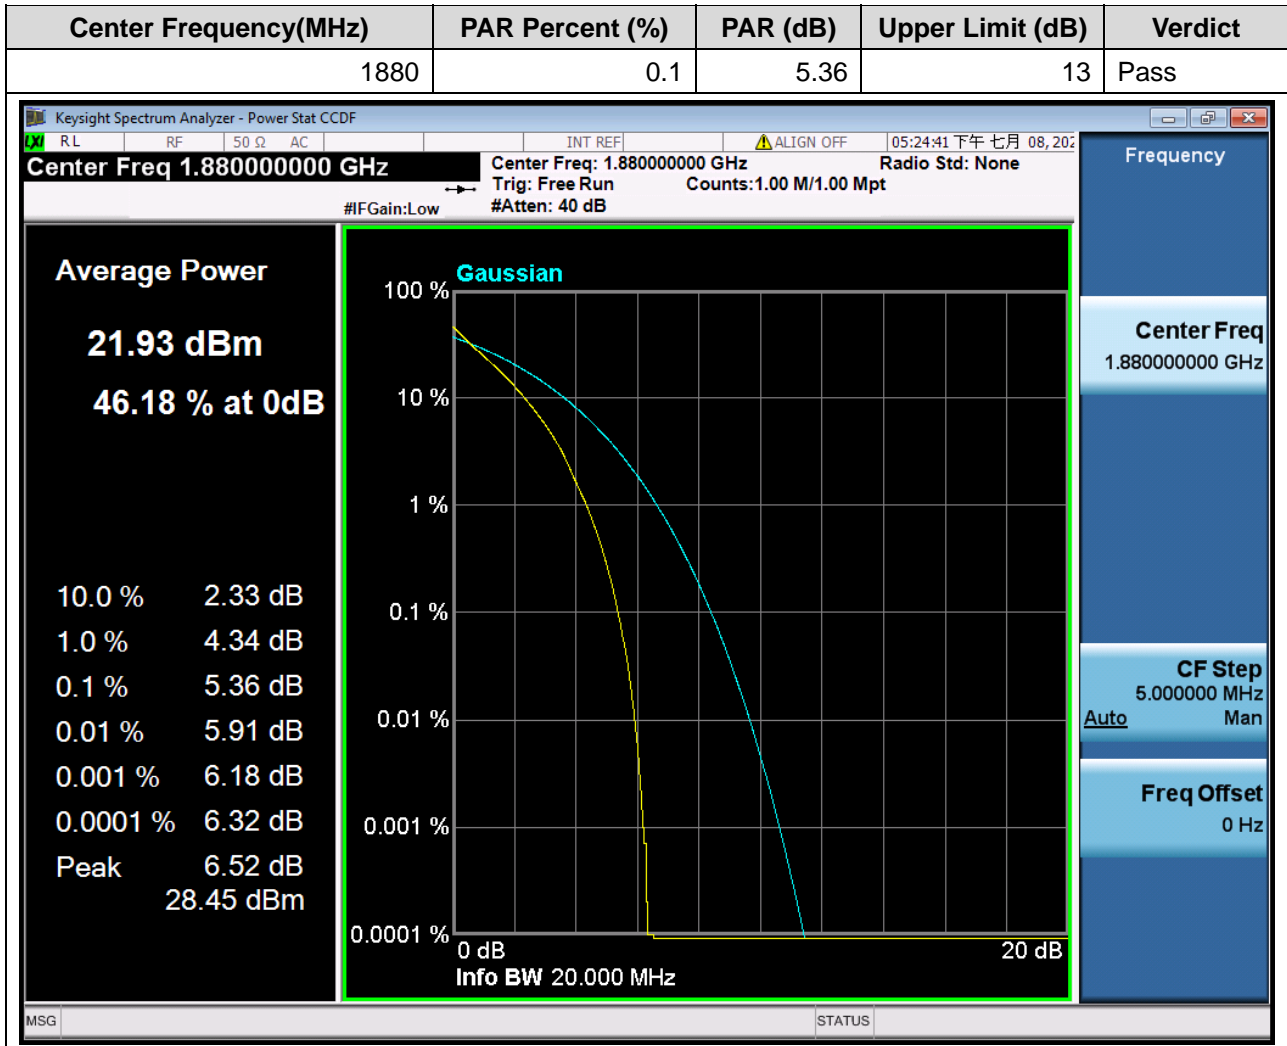 Center Frequency(MHz) PAR Percent (%) PAR (dB) Upper Limit (dB) Verdict
1880 0.1 5.36 13 Pass
Keysight Spectrum Analyzer - Power Stat CCDF
LXI RL RF 50 Ω AC INT REF ALIGN OFF 05:24:41 下午 七月 08, 202
Center Freq 1.880000000 GHz
#IFGain:Low
Center Freq: 1.880000000 GHz Radio Std: None
Trig: Free Run Counts:1.00 M/1.00 Mpt
#Atten: 40 dB
Average Power
21.93 dBm
46.18 % at 0dB
10.0 % 2.33 dB
1.0 % 4.34 dB
0.1 % 5.36 dB
0.01 % 5.91 dB
0.001 % 6.18 dB
0.0001 % 6.32 dB
Peak 6.52 dB
28.45 dBm
Gaussian
100 %
10 %
1 %
0.1 %
0.01 %
0.001 %
0.0001 %
0 dB 20 dB
Info BW 20.000 MHz
Frequency
Center Freq
1.880000000 GHz
CF Step
5.000000 MHz
Auto Man
Freq Offset
0 Hz
MSG STATUS